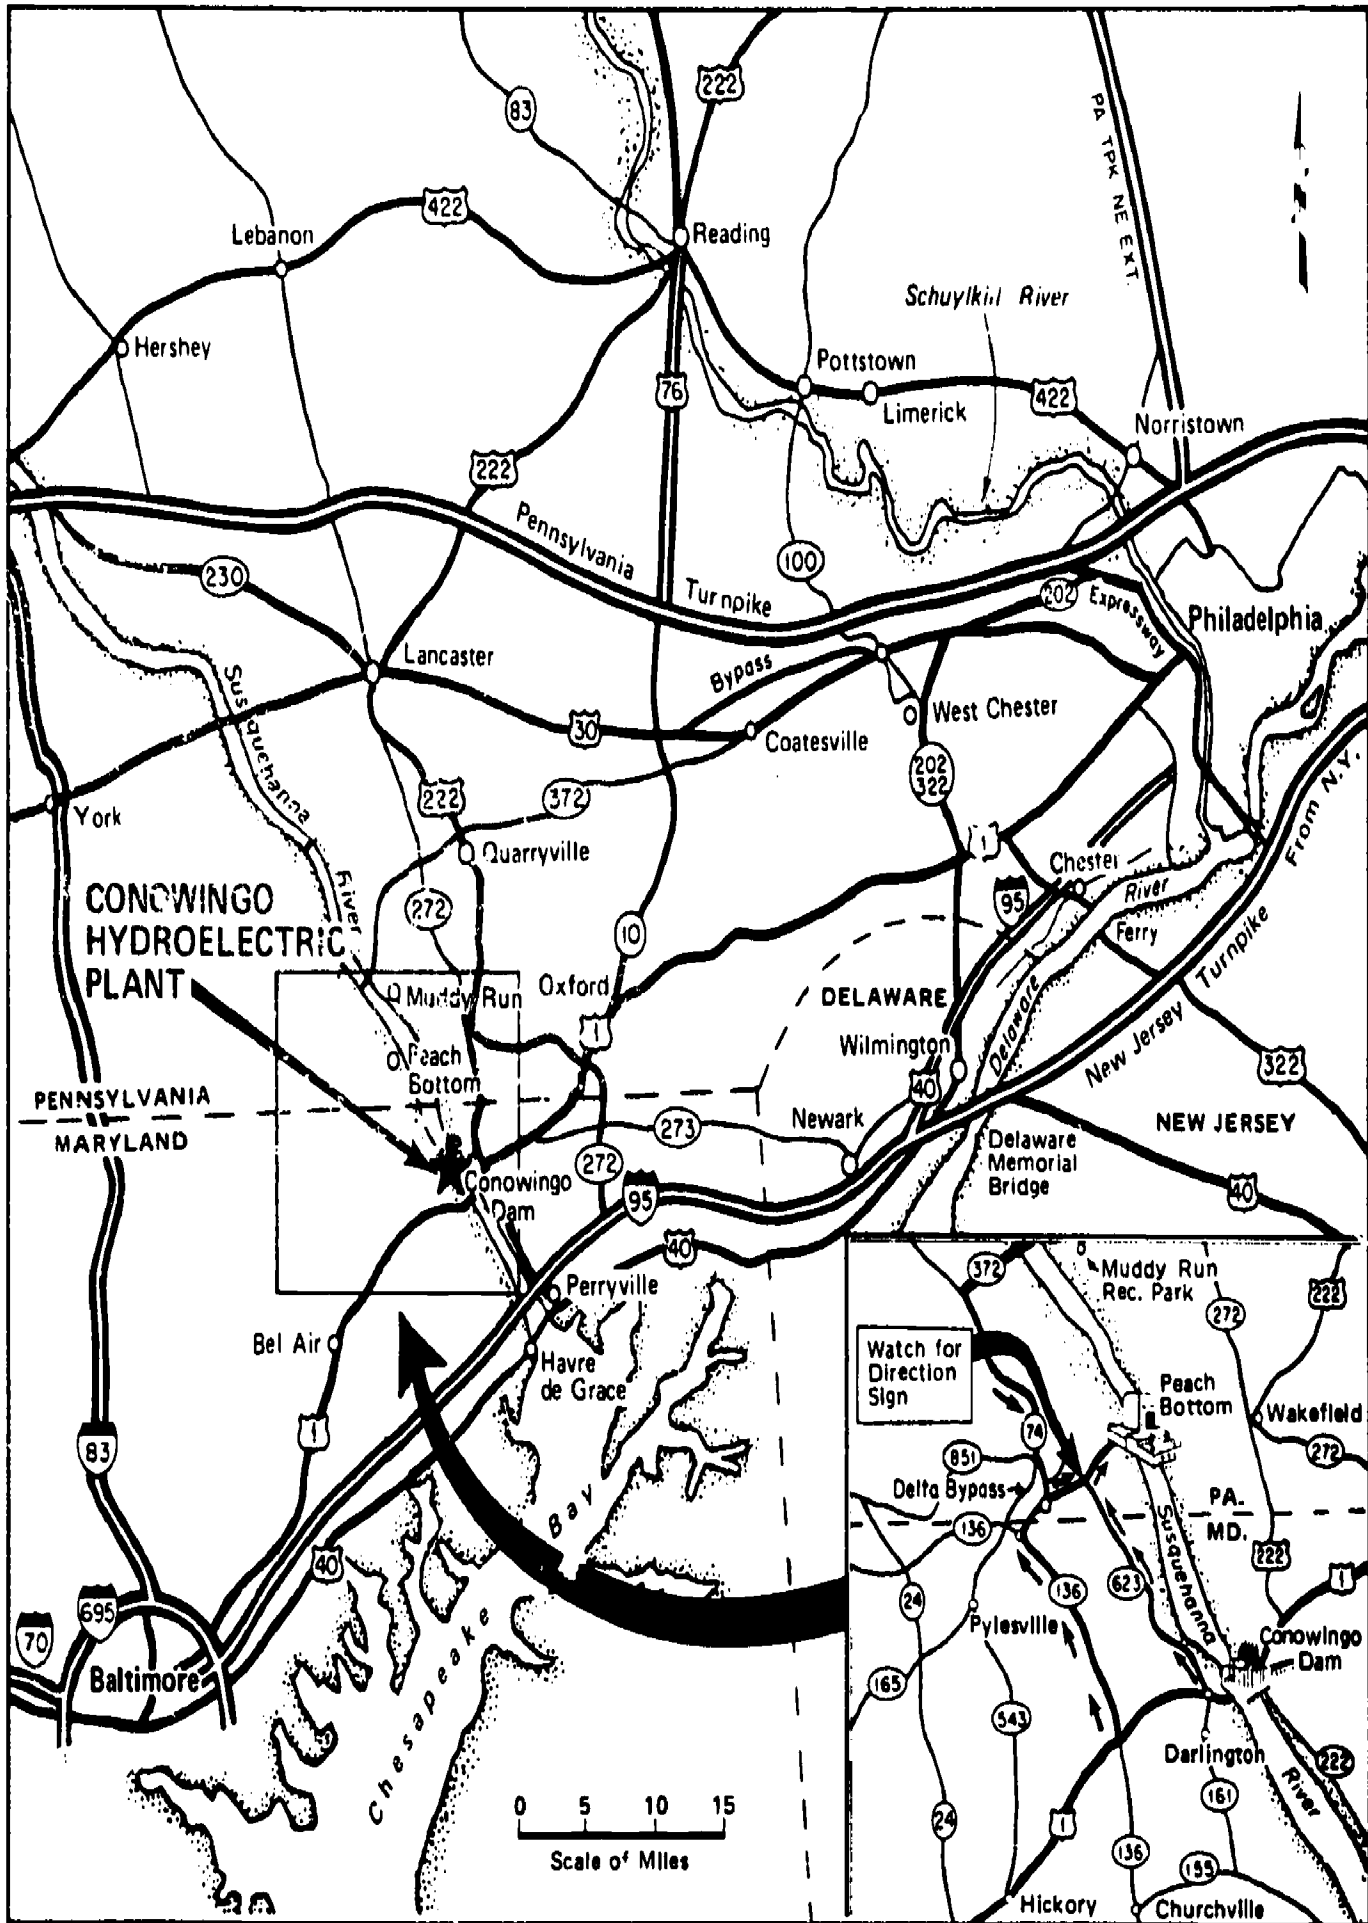 222
83
PA TPK NE EXT.
422
Lebanon
Reading
Schuylkill River
Hershey
Pottstown
76
422
Limerick
Norristown
222
Pennsylvania
Turnpike
100
230
202
Expressway
Philadelphia
Lancaster
Bypass
Susquehanna
River
West Chester
30
Coatesville
202
322
222
372
York
1
Quarryville
Chester
CONOWINGO
HYDROELECTRIC
PLANT
95
River
272
Ferry
10
Muddy Run
Oxford
DELAWARE
Delaware
New Jersey Turnpike
From N.Y.
1
Wilmington
Peach
Bottom
40
322
PENNSYLVANIA
MARYLAND
273
Newark
NEW JERSEY
Delaware
Memorial
Bridge
272
Conowingo
Dam
95
40
40
Perryville
Bel Air
Havre
de Grace
1
83
40
695
70
Baltimore
Chesapeake Bay
0 5 10 15
Scale of Miles
372
Muddy Run
Rec. Park
222
272
Watch for
Direction
Sign
Peach
Bottom
74
Wakefield
851
272
Delta Bypass
PA.
MD.
136
222
1
Susquehanna
River
24
136
623
Pylesville
Conowingo
Dam
165
543
Darlington
222
161
24
1
136
155
Hickory
Churchville